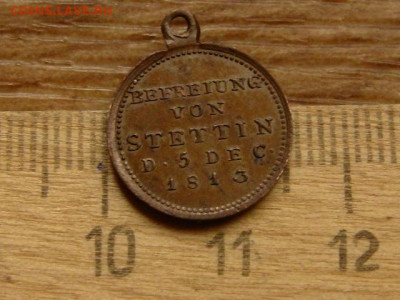 BEFREIUNG
VON
STETTIN
D. 5 DEC.
1813
10 11 12